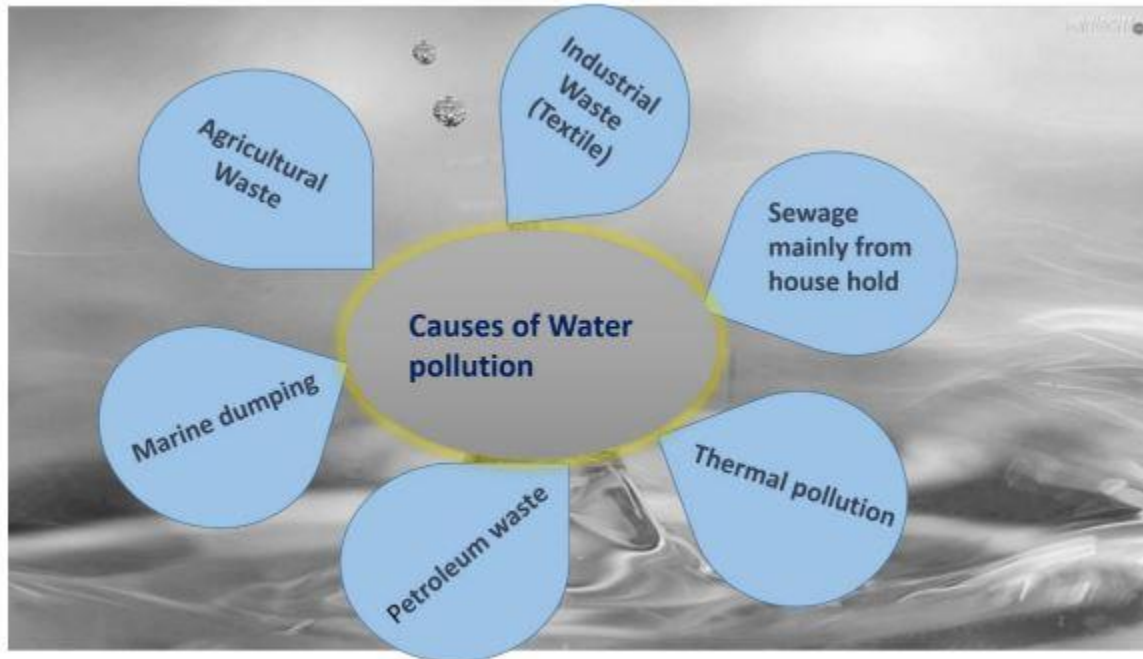 Industrial
Waste
(Textile)
Agricultural
Waste
Sewage
mainly from
house hold
Causes of Water
pollution
Marine dumping
Thermal pollution
Petroleum waste